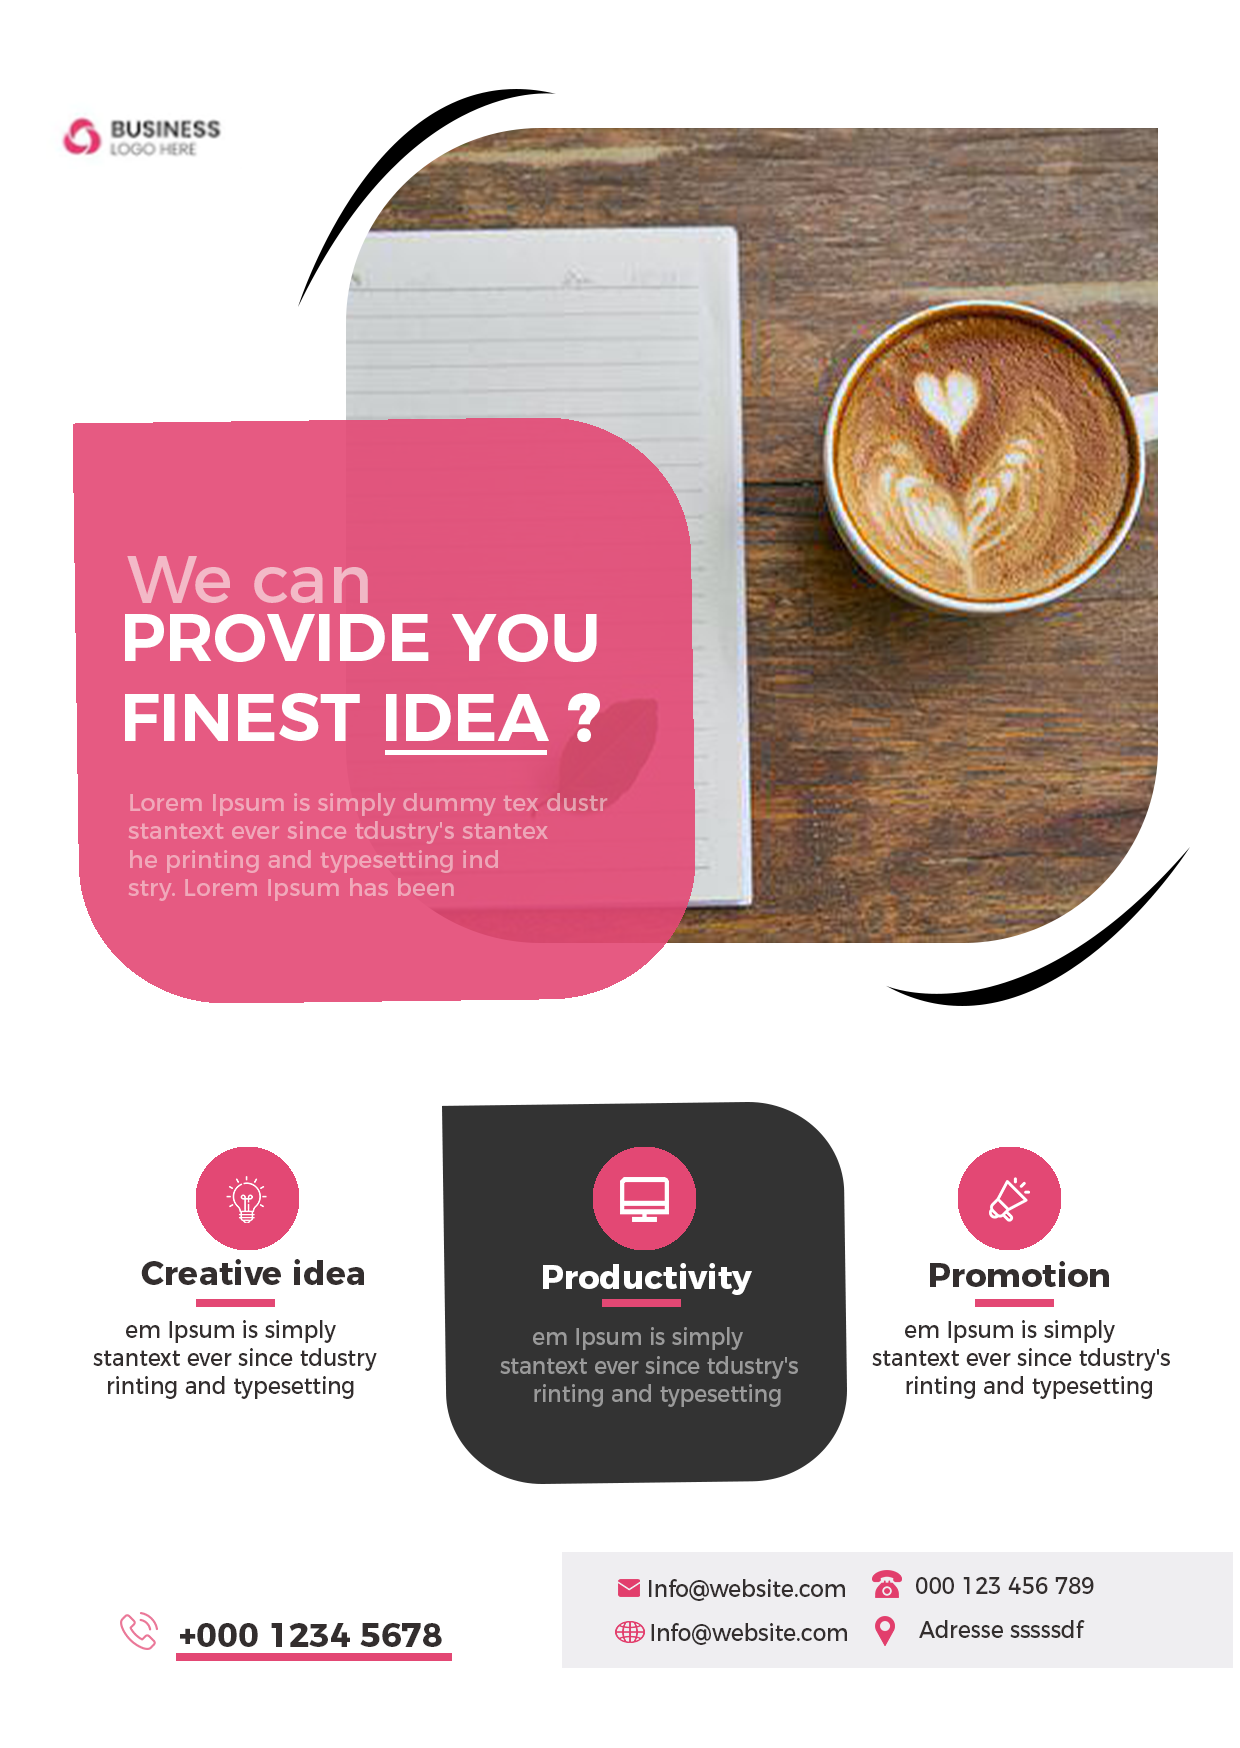 BUSINESS
LOGO HERE
We can
PROVIDE YOU
FINEST IDEA ?
Lorem Ipsum is simply dummy tex dustr
stantext ever since tdustry's stantex
he printing and typesetting ind
stry. Lorem Ipsum has been
Creative idea
em Ipsum is simply
stantext ever since tdustry
rinting and typesetting
Productivity
em Ipsum is simply
stantext ever since tdustry's
rinting and typesetting
Promotion
em Ipsum is simply
stantext ever since tdustry's
rinting and typesetting
+000 1234 5678
Info@website.com
000 123 456 789
Info@website.com
Adresse sssssdf